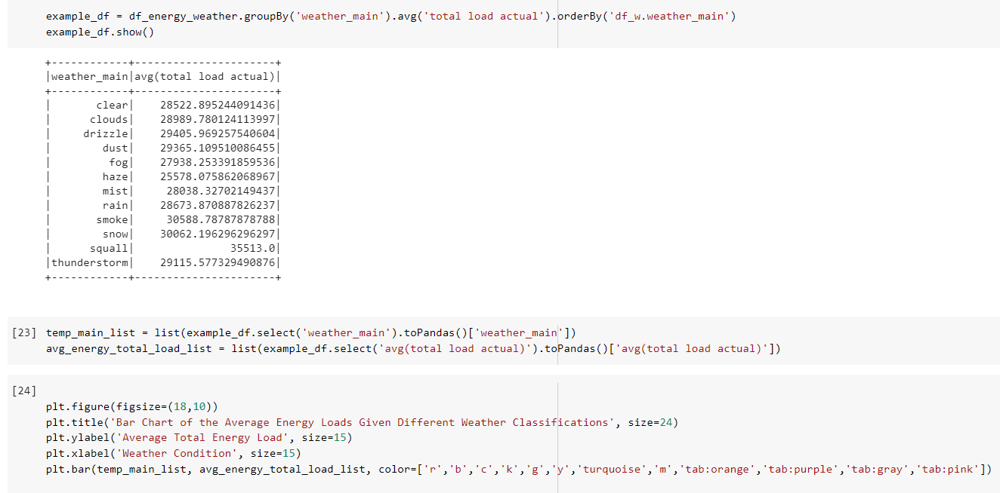 example_df = df_energy_weather.groupBy('weather_main').avg('total load actual').orderBy('df_w.weather_main')
example_df.show()
+------------+----------------------+
|weather_main|avg(total load actual)|
+------------+----------------------+
|       clear|    28522.895244091436|
|      clouds|    28989.780124113997|
|     drizzle|    29405.969257540604|
|        dust|    29365.109510086455|
|         fog|    27938.253391859536|
|        haze|    25578.075862068967|
|        mist|     28038.32702149437|
|        rain|    28673.870887826237|
|       smoke|     30588.78787878788|
|        snow|    30062.196296296297|
|      squall|               35513.0|
|thunderstorm|    29115.577329490876|
+------------+----------------------+
[23] temp_main_list = list(example_df.select('weather_main').toPandas()['weather_main'])
avg_energy_total_load_list = list(example_df.select('avg(total load actual)').toPandas()['avg(total load actual)'])
[24]
plt.figure(figsize=(18,10))
plt.title('Bar Chart of the Average Energy Loads Given Different Weather Classifications', size=24)
plt.ylabel('Average Total Energy Load', size=15)
plt.xlabel('Weather Condition', size=15)
plt.bar(temp_main_list, avg_energy_total_load_list, color=['r','b','c','k','g','y','turquoise','m','tab:orange','tab:purple','tab:gray','tab:pink'])